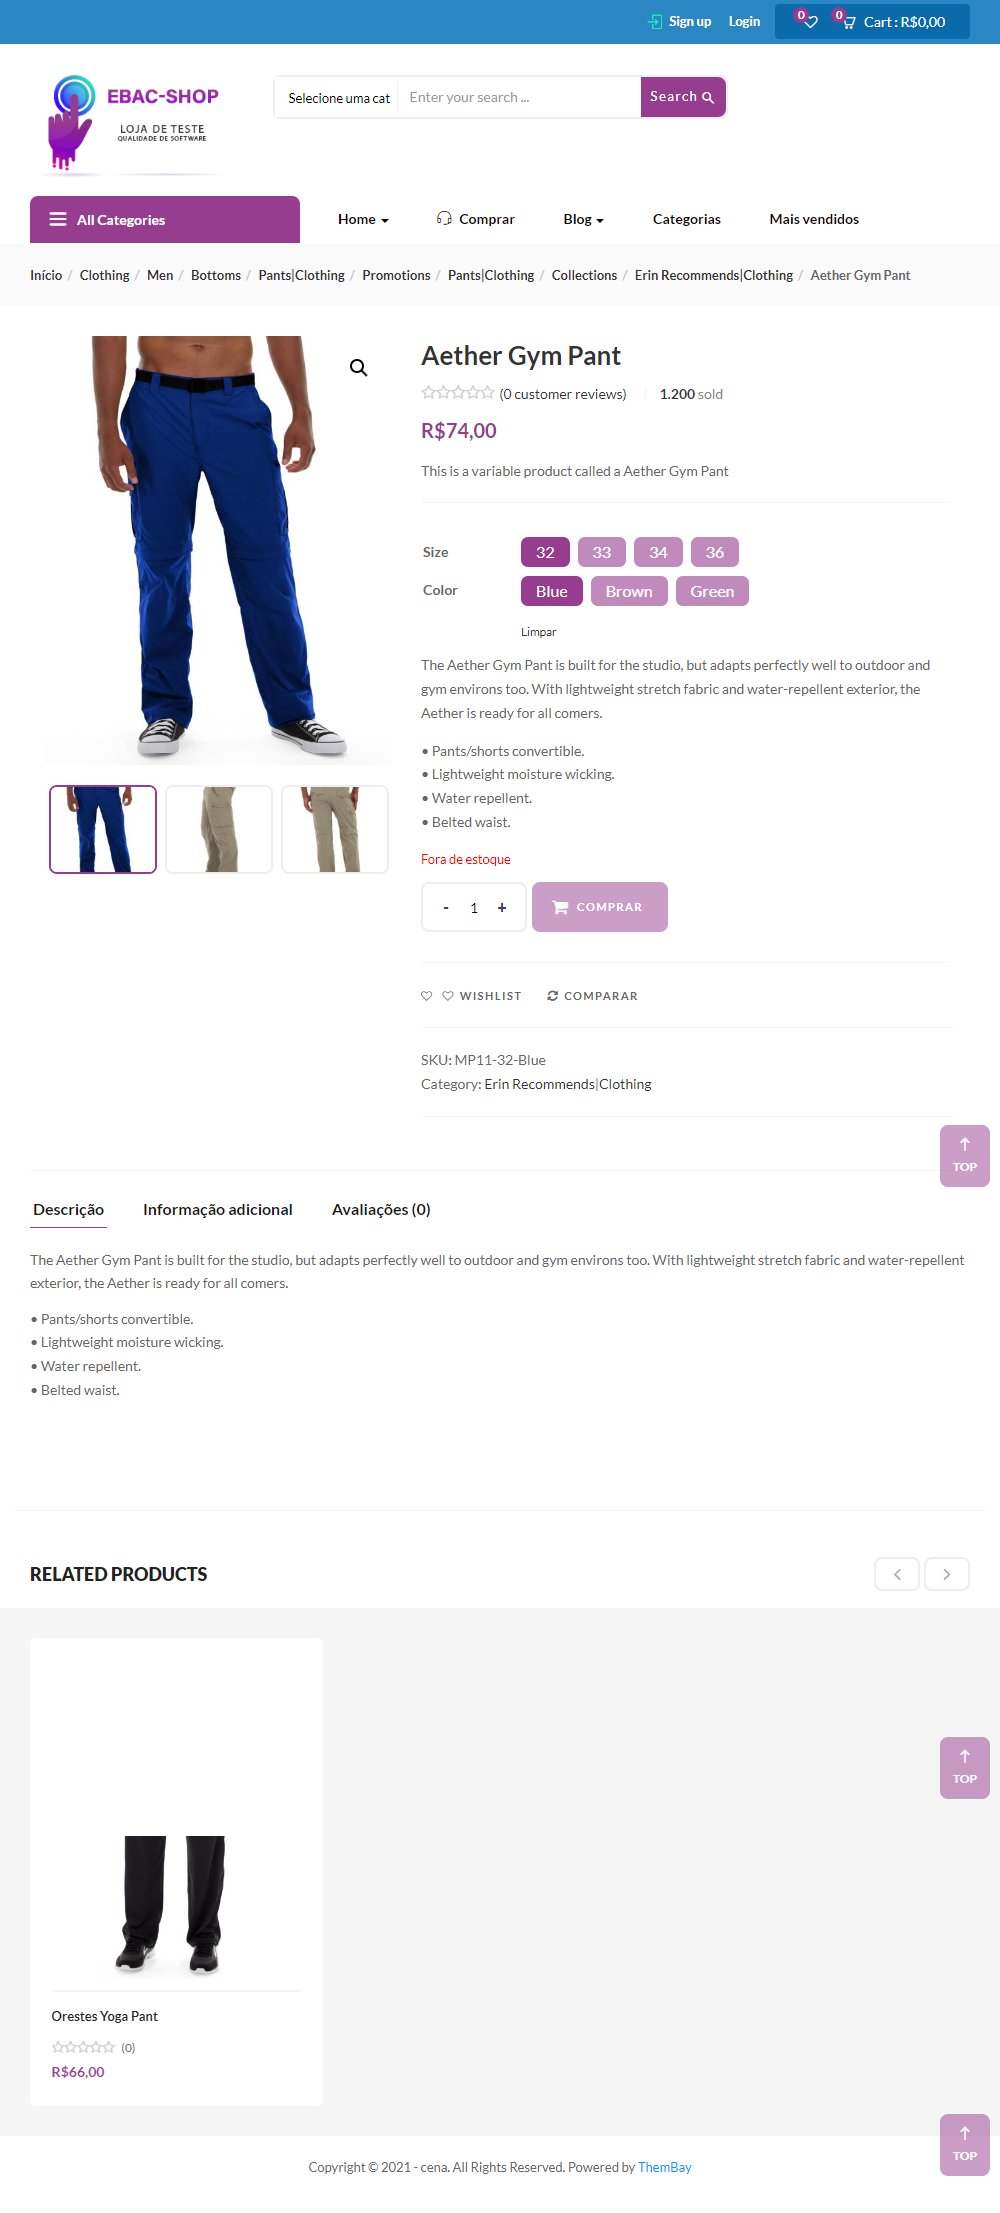 Sign up Login 0 0 Cart : R$0,00
EBAC-SHOP
LOJA DE TESTE
QUALIDADE DE SOFTWARE
Selecione uma cat Enter your search ... Search
All Categories Home Comprar Blog Categorias Mais vendidos
Início / Clothing / Men / Bottoms / Pants|Clothing / Promotions / Pants|Clothing / Collections / Erin Recommends|Clothing / Aether Gym Pant
Aether Gym Pant
(0 customer reviews) 1.200 sold
R$74,00
This is a variable product called a Aether Gym Pant
Size 32 33 34 36
Color Blue Brown Green
Limpar
The Aether Gym Pant is built for the studio, but adapts perfectly well to outdoor and
gym environs too. With lightweight stretch fabric and water-repellent exterior, the
Aether is ready for all comers.
• Pants/shorts convertible.
• Lightweight moisture wicking.
• Water repellent.
• Belted waist.
Fora de estoque
- 1 + COMPRAR
WISHLIST COMPARAR
SKU: MP11-32-Blue
Category: Erin Recommends|Clothing
TOP
Descrição Informação adicional Avaliações (0)
The Aether Gym Pant is built for the studio, but adapts perfectly well to outdoor and gym environs too. With lightweight stretch fabric and water-repellent
exterior, the Aether is ready for all comers.
• Pants/shorts convertible.
• Lightweight moisture wicking.
• Water repellent.
• Belted waist.
RELATED PRODUCTS
TOP
Orestes Yoga Pant
(0)
R$66,00
TOP
Copyright © 2021 - cena. All Rights Reserved. Powered by ThemBay